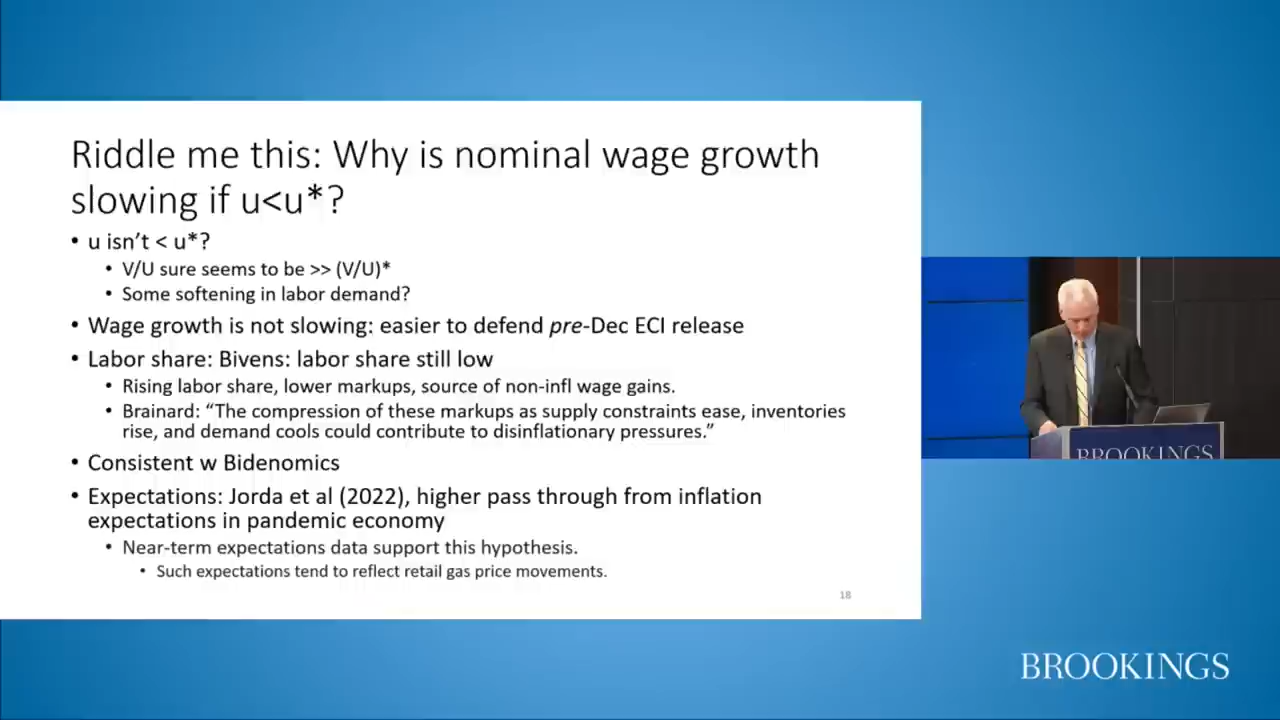 Riddle me this: Why is nominal wage growth
slowing if u<u*?
• u isn’t < u*?
• V/U sure seems to be >> (V/U)*
• Some softening in labor demand?
• Wage growth is not slowing: easier to defend pre-Dec ECI release
• Labor share: Bivens: labor share still low
• Rising labor share, lower markups, source of non-infl wage gains.
• Brainard: “The compression of these markups as supply constraints ease, inventories
rise, and demand cools could contribute to disinflationary pressures.”
• Consistent w Bidenomics
• Expectations: Jorda et al (2022), higher pass through from inflation
expectations in pandemic economy
• Near-term expectations data support this hypothesis.
• Such expectations tend to reflect retail gas price movements.
18
BROOKINGS
BROOKINGS